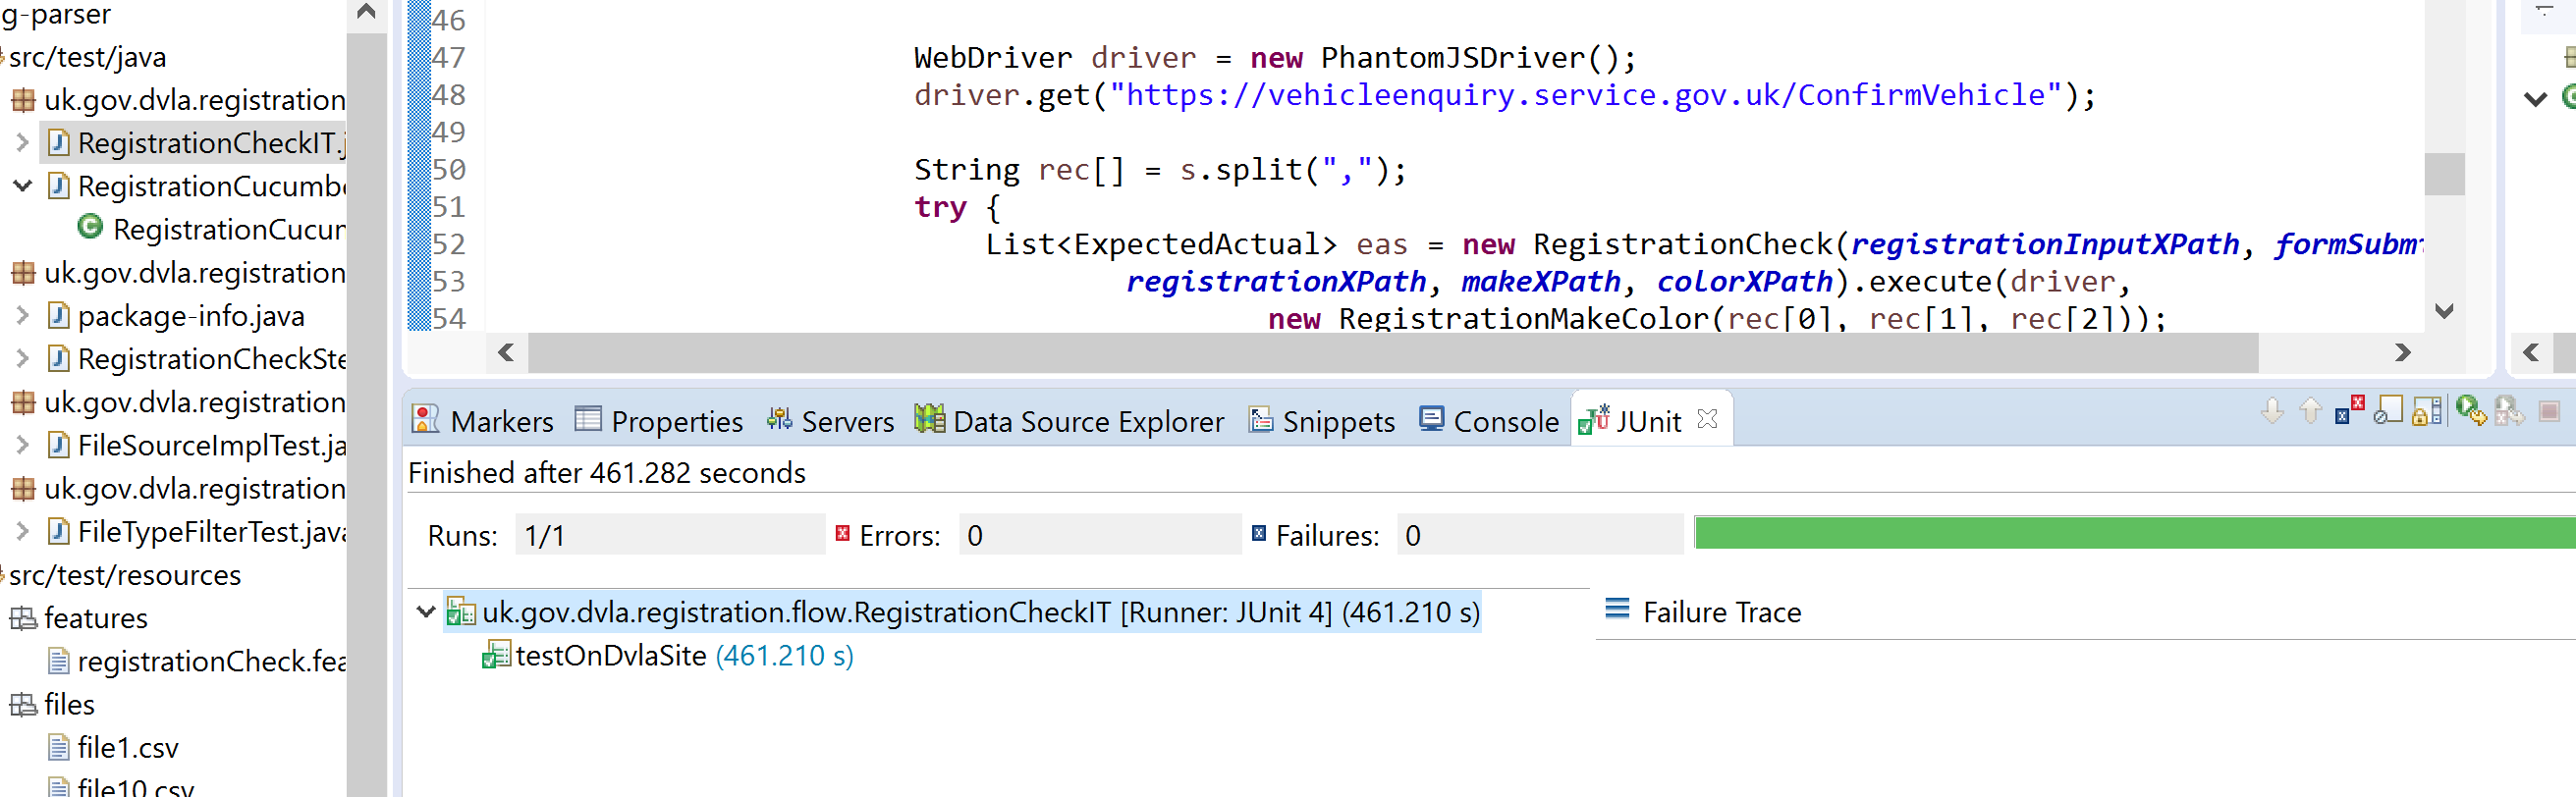 g-parser
src/test/java
uk.gov.dvla.registration
RegistrationCheckIT.j
RegistrationCucumbe
RegistrationCucur
uk.gov.dvla.registration
package-info.java
RegistrationCheckSte
uk.gov.dvla.registration
FileSourceImplTest.ja
uk.gov.dvla.registration
FileTypeFilterTest.java
src/test/resources
features
registrationCheck.fea
files
file1.csv
file10.csv
46
47 WebDriver driver = new PhantomJSDriver();
48 driver.get("https://vehicleenquiry.service.gov.uk/ConfirmVehicle");
49
50 String rec[] = s.split(",");
51 try {
52 List<ExpectedActual> eas = new RegistrationCheck(registrationInputXPath, formSubm
53 registrationXPath, makeXPath, colorXPath).execute(driver,
54 new RegistrationMakeColor(rec[0], rec[1], rec[2]));
Markers Properties Servers Data Source Explorer Snippets Console JUnit
Finished after 461.282 seconds
Runs: 1/1 Errors: 0 Failures: 0
uk.gov.dvla.registration.flow.RegistrationCheckIT [Runner: JUnit 4] (461.210 s)
testOnDvlaSite (461.210 s)
Failure Trace